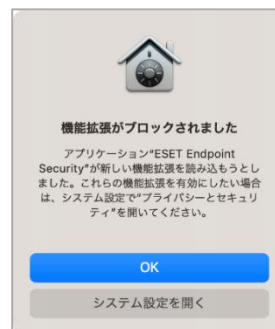 機能拡張がブロックされました
アプリケーション"ESET Endpoint
Security"が新しい機能拡張を読み込もうとし
ました。これらの機能拡張を有効にしたい場合
は、システム設定で"プライバシーとセキュリ
ティ"を開いてください。
OK
システム設定を開く